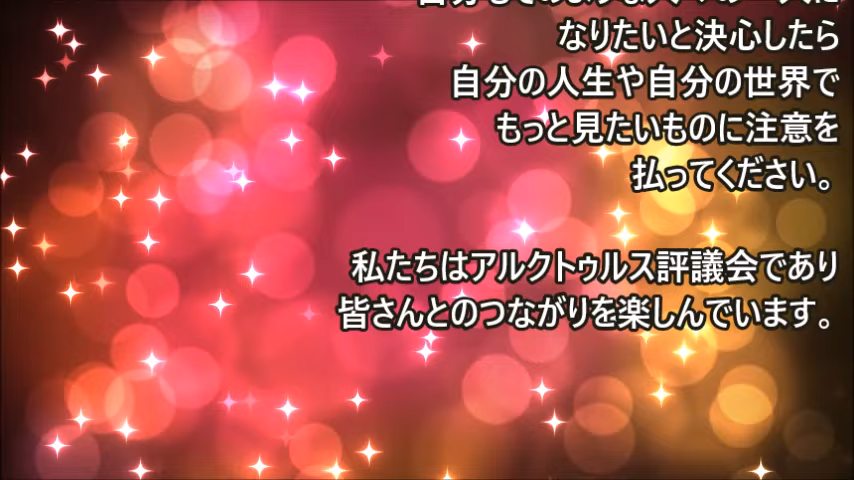 なりたいと決心したら
自分の人生や自分の世界で
もっと見たいものに注意を
払ってください。
私たちはアルクトゥルス評議会であり
皆さんとのつながりを楽しんでいます。